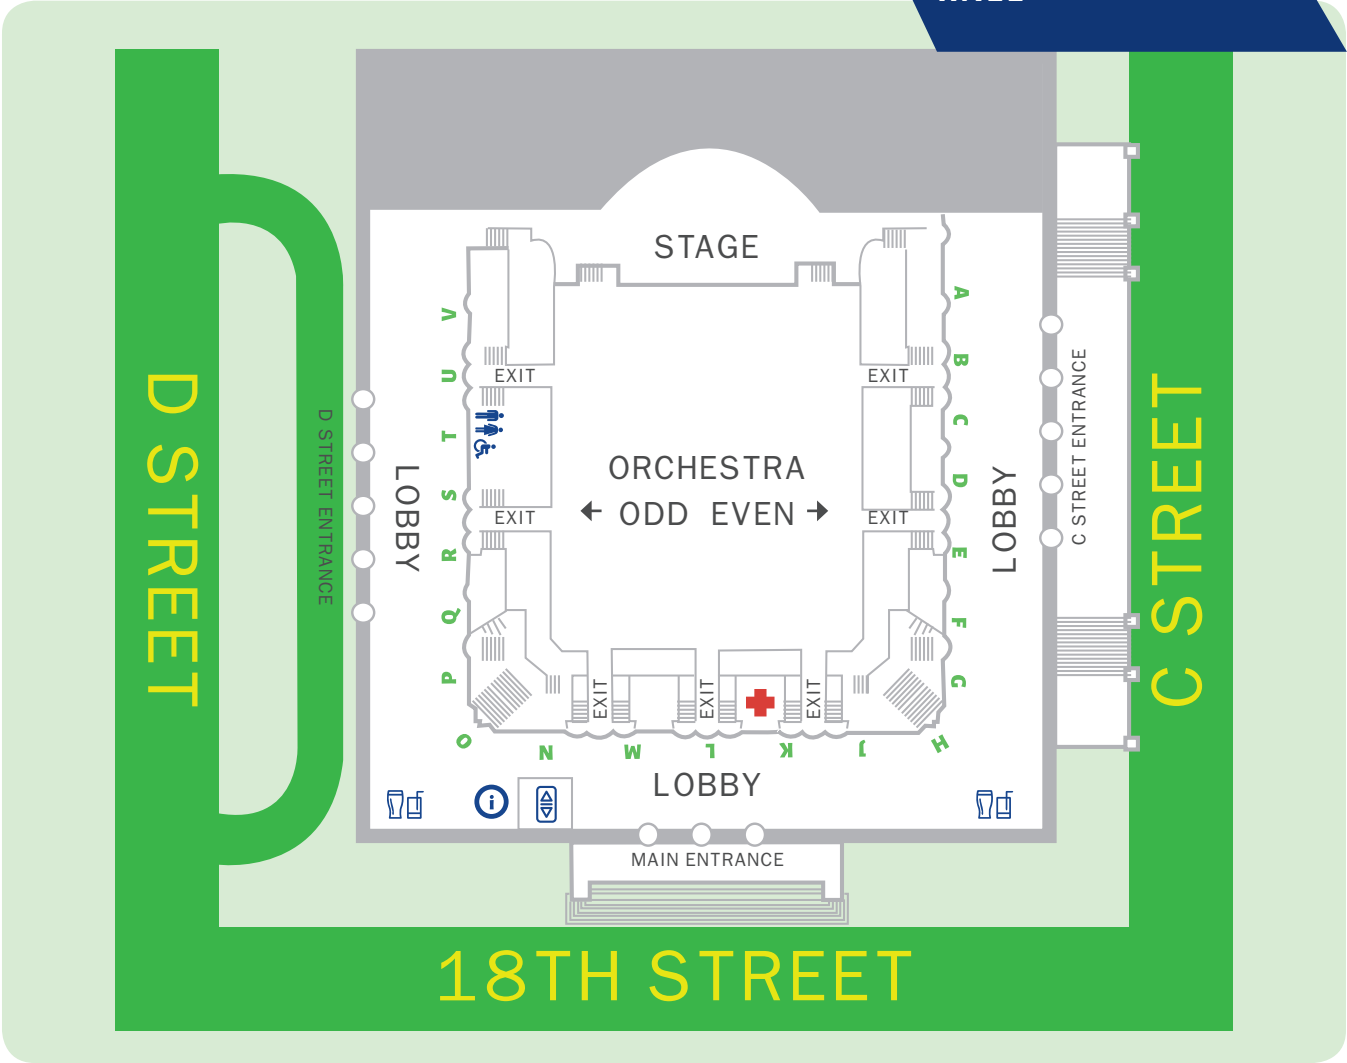 STAGE
A
V
B
U
EXIT
EXIT
C
T
D STREET
D STREET ENTRANCE
LOBBY
ORCHESTRA
ODD EVEN
LOBBY
C STREET ENTRANCE
C STREET
D
S
EXIT
EXIT
E
R
F
Q
G
P
EXIT
EXIT
EXIT
O
N
M
L
K
J
H
LOBBY
i
MAIN ENTRANCE
18TH STREET